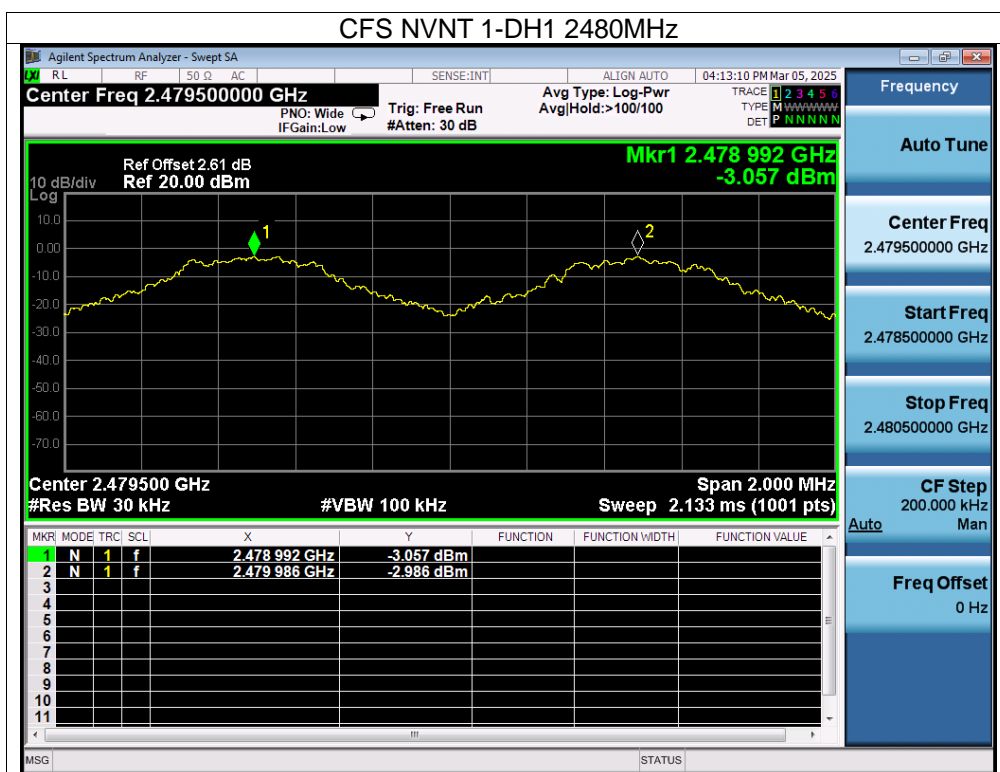 CFS NVNT 1-DH1 2480MHz
Agilent Spectrum Analyzer - Swept SA
LXI RL RF 50 Ω AC SENSE:INT ALIGN AUTO 04:13:10 PM Mar 05, 2025
Center Freq 2.479500000 GHz
PNO: Wide
IFGain:Low
Trig: Free Run
#Atten: 30 dB
Avg Type: Log-Pwr
Avg|Hold:>100/100
TRACE 1 2 3 4 5 6
TYPE M WWWWW
DET P N N N N N
Mkr1 2.478 992 GHz
-3.057 dBm
Ref Offset 2.61 dB
10 dB/div Ref 20.00 dBm
Log
10.0
0.00
-10.0
-20.0
-30.0
-40.0
-50.0
-60.0
-70.0
1
2
Center 2.479500 GHz Span 2.000 MHz
#Res BW 30 kHz #VBW 100 kHz Sweep 2.133 ms (1001 pts)
MKR MODE TRC SCL X Y FUNCTION FUNCTION WIDTH FUNCTION VALUE
1 N 1 f 2.478 992 GHz -3.057 dBm
2 N 1 f 2.479 986 GHz -2.986 dBm
3
4
5
6
7
8
9
10
11
MSG STATUS
Frequency
Auto Tune
Center Freq
2.479500000 GHz
Start Freq
2.478500000 GHz
Stop Freq
2.480500000 GHz
CF Step
200.000 kHz
Auto Man
Freq Offset
0 Hz